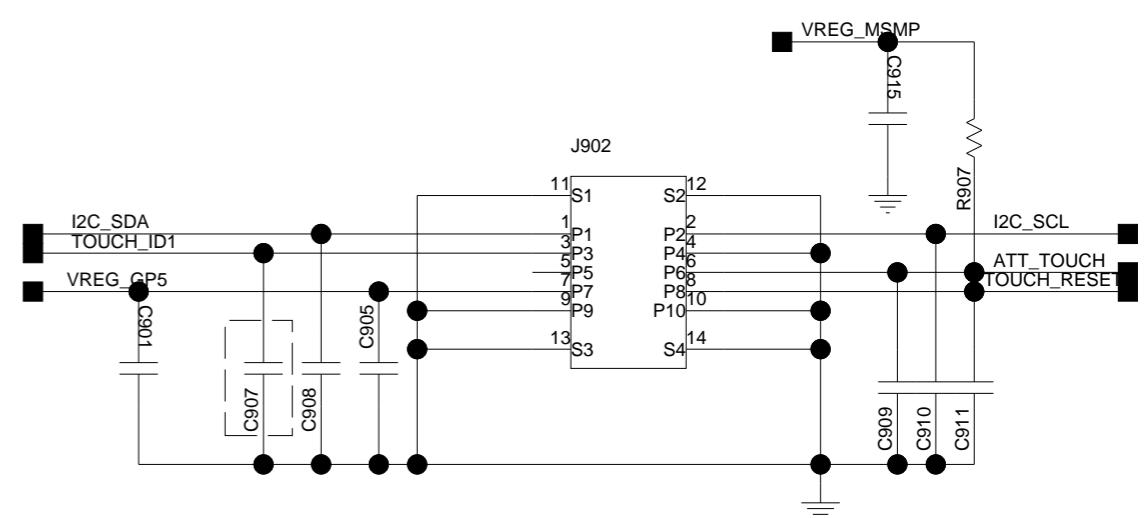 VREG_MSMP
C915
R907
J902
11 S1 S2 12
I2C_SDA 1 P1 P2 2 I2C_SCL
TOUCH_ID1 3 P3 P4 4
5 P5 P6 6 ATT_TOUCH
VREG_GP5 7 P7 P8 8 TOUCH_RESET
9 P9 P10 10
13 S3 S4 14
C901
C905
C907
C908
C909
C910
C911